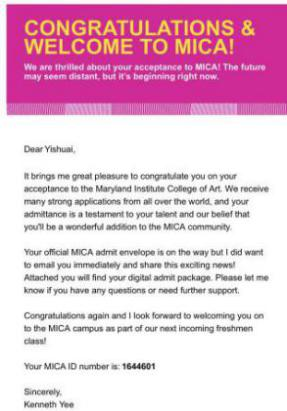 CONGRATULATIONS &
WELCOME TO MICA!
We are thrilled about your acceptance to MICA! The future
may seem distant, but it's beginning right now.
Dear Yishuai,
It brings me great pleasure to congratulate you on your
acceptance to the Maryland Institute College of Art. We receive
many strong applications from all over the world, and your
admittance is a testament to your talent and our belief that
you'll be a wonderful addition to the MICA community.
Your official MICA admit envelope is on the way but I did want
to email you immediately and share this exciting news!
Attached you will find your digital admit package. Please let me
know if you have any questions or need further support.
Congratulations again and I look forward to welcoming you on
to the MICA campus as part of our next incoming freshmen
class!
Your MICA ID number is: 1644601
Sincerely,
Kenneth Yee